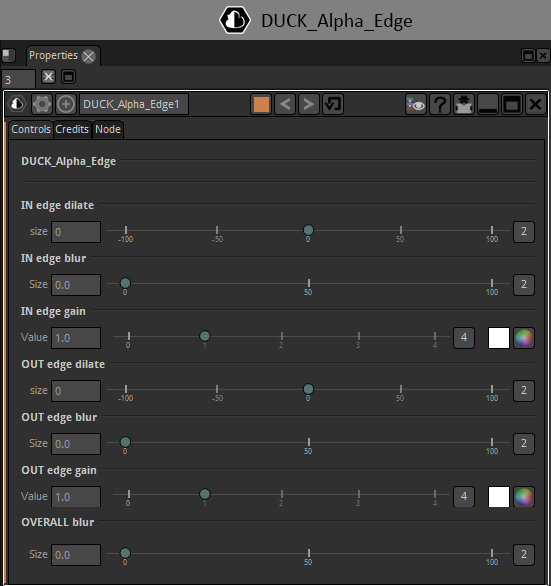 DUCK_Alpha_Edge
Properties
3
DUCK_Alpha_Edge1
Controls Credits Node
DUCK_Alpha_Edge
IN edge dilate
size 0 2
-100 -50 0 50 100
IN edge blur
Size 0.0 2
0 50 100
IN edge gain
Value 1.0 4
0 1 2 3 4
OUT edge dilate
size 0 2
-100 -50 0 50 100
OUT edge blur
Size 0.0 2
0 50 100
OUT edge gain
Value 1.0 4
0 1 2 3 4
OVERALL blur
Size 0.0 2
0 50 100